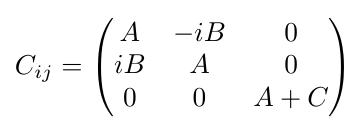 C_{ij} = \begin{pmatrix} A & -iB & 0 \\ iB & A & 0 \\ 0 & 0 & A + C \end{pmatrix}